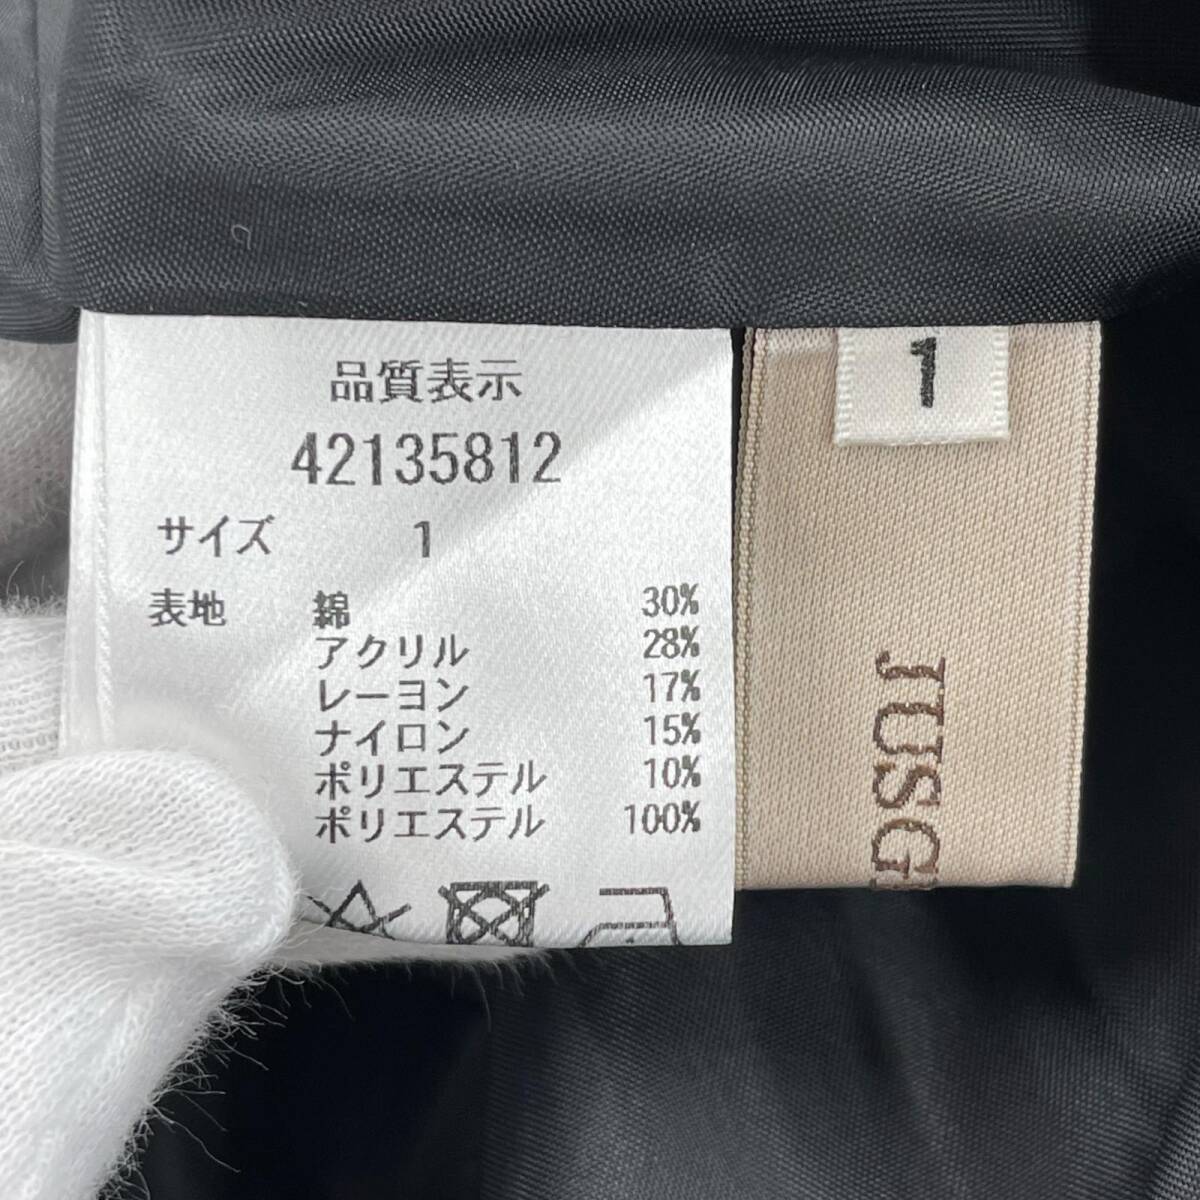 品質表示
42135812
サイズ 1
表地 綿 30%
アクリル 28%
レーヨン 17%
ナイロン 15%
ポリエステル 10%
ポリエステル 100%
1